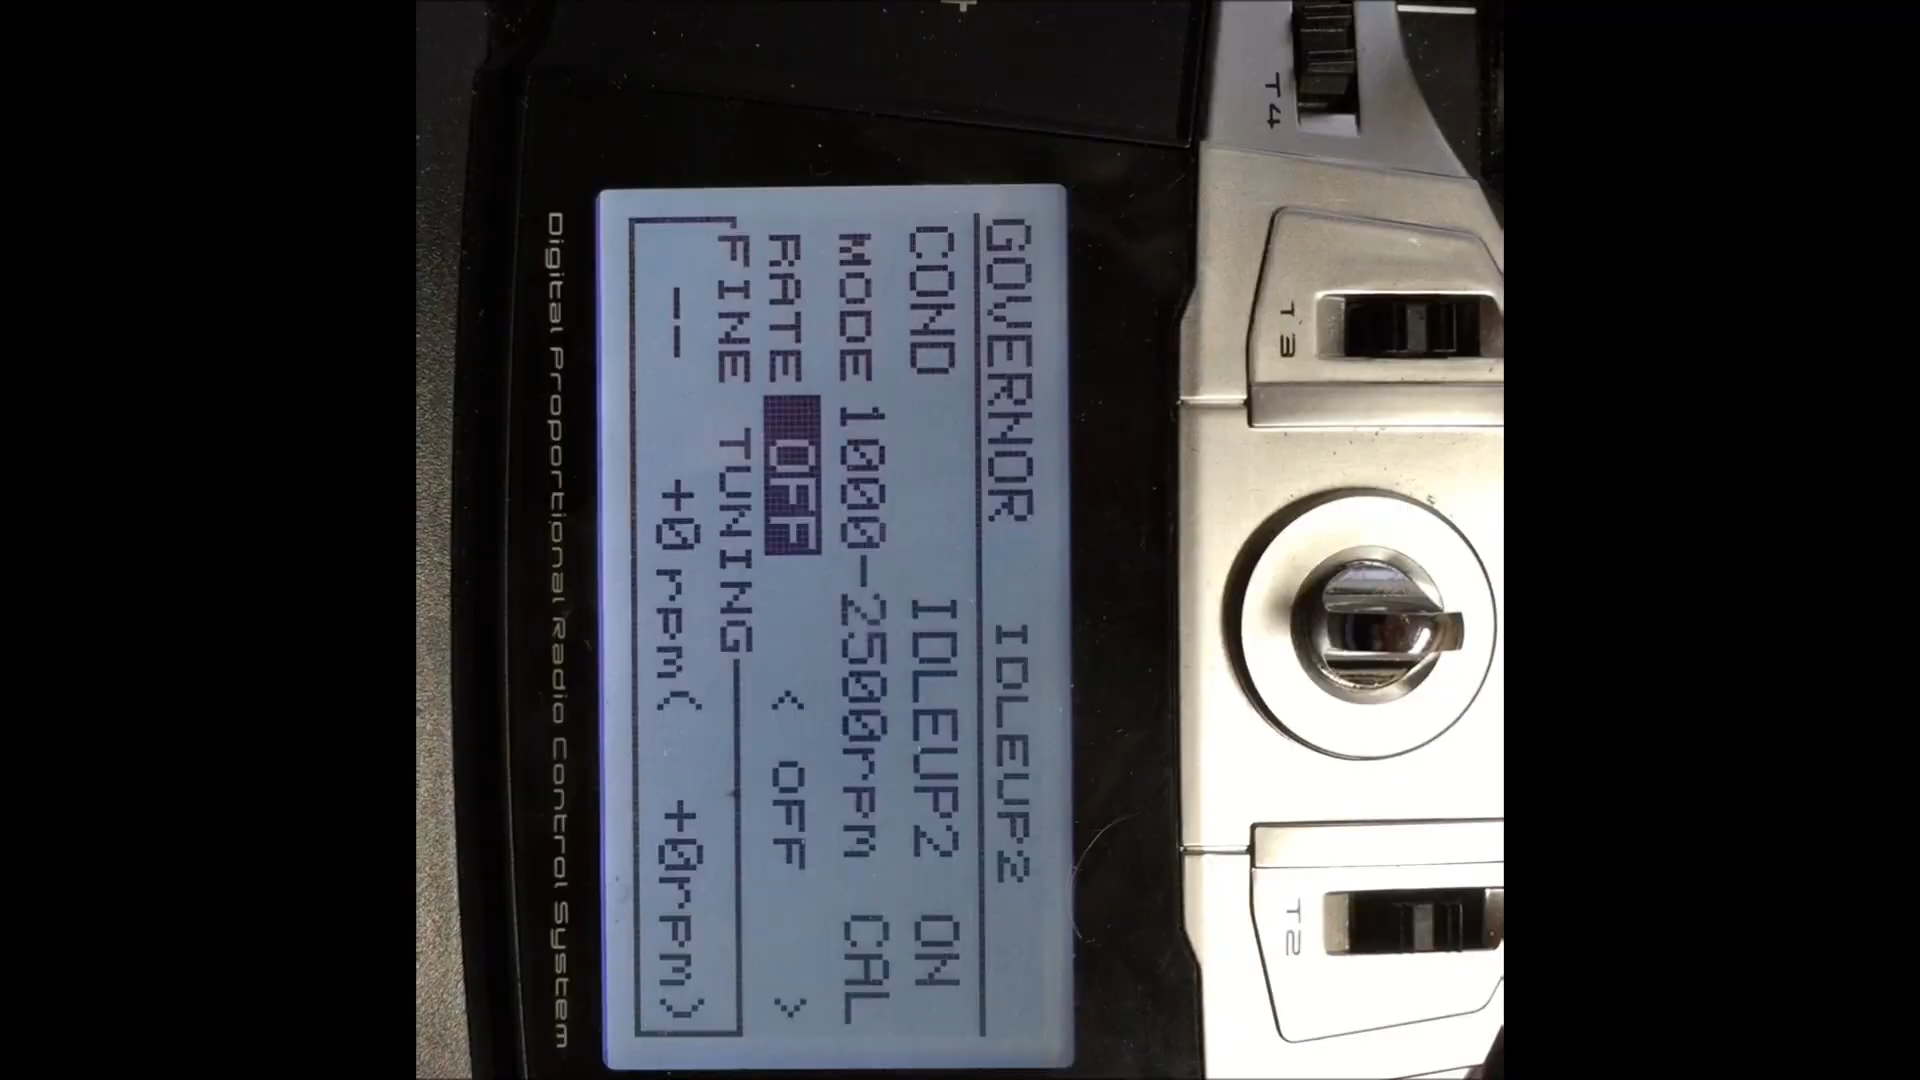 GOVERNOR IDLEUP2
COND IDLEUP2 ON
MODE 1000-2500rpm CAL
RATE OFF < OFF >
FINE TUNING
-- +0rpm( +0rpm)
Digital Proportional Radio Control System
T4
T3
T2